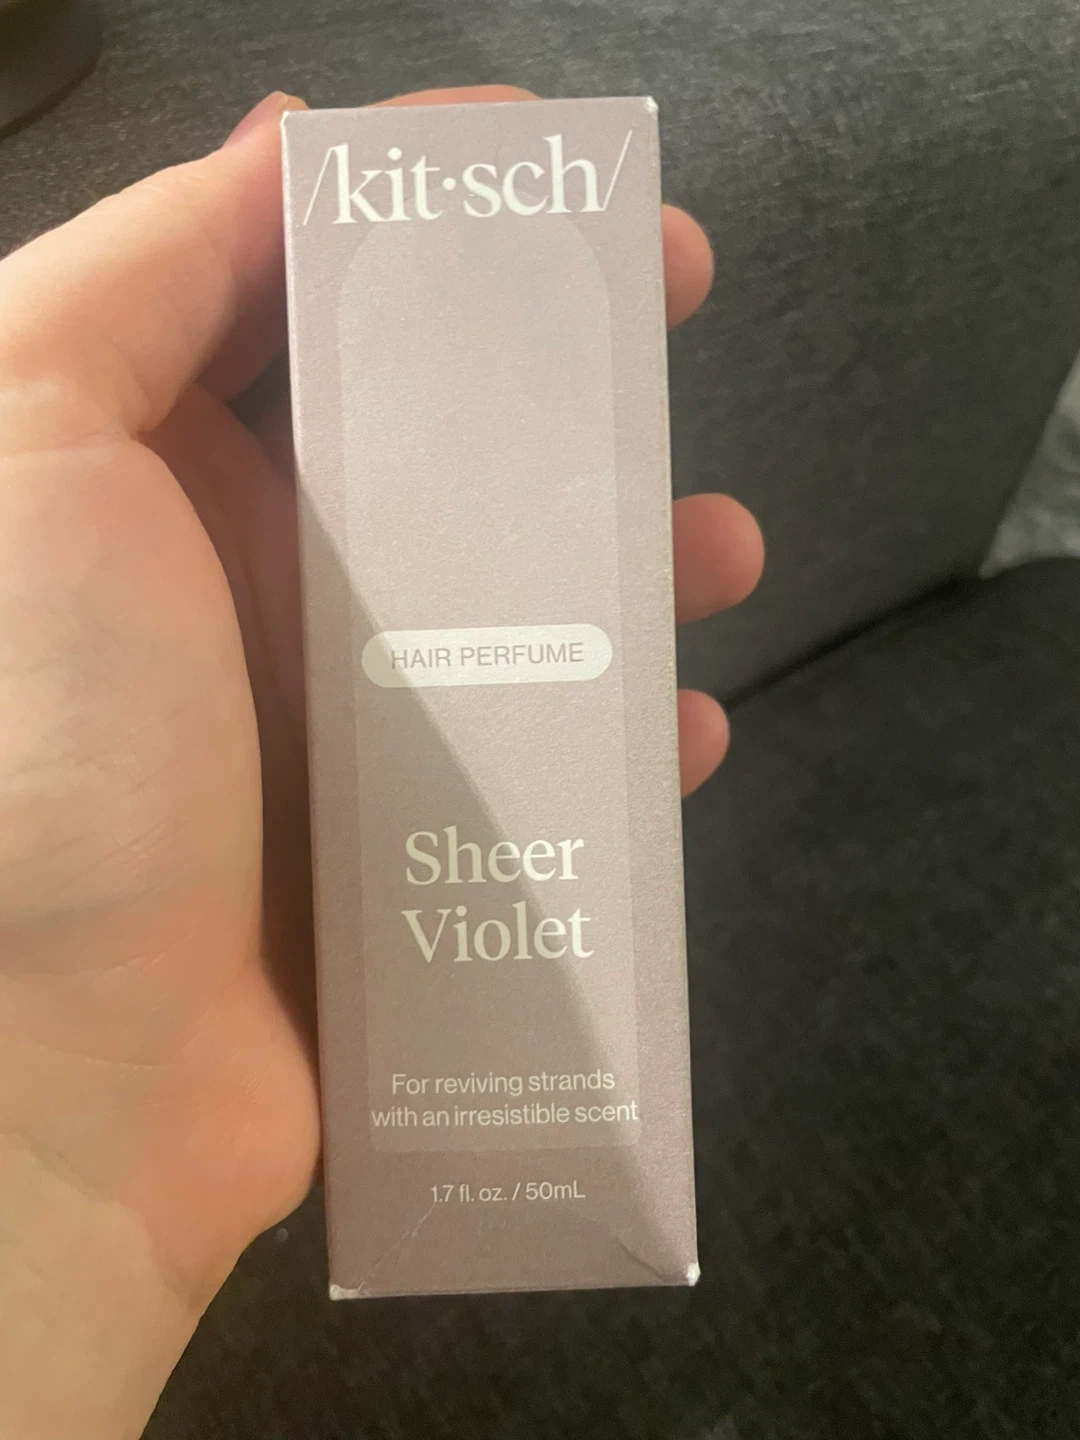 /kit·sch/
HAIR PERFUME
Sheer
Violet
For reviving strands
with an irresistible scent
1.7 fl. oz. / 50mL